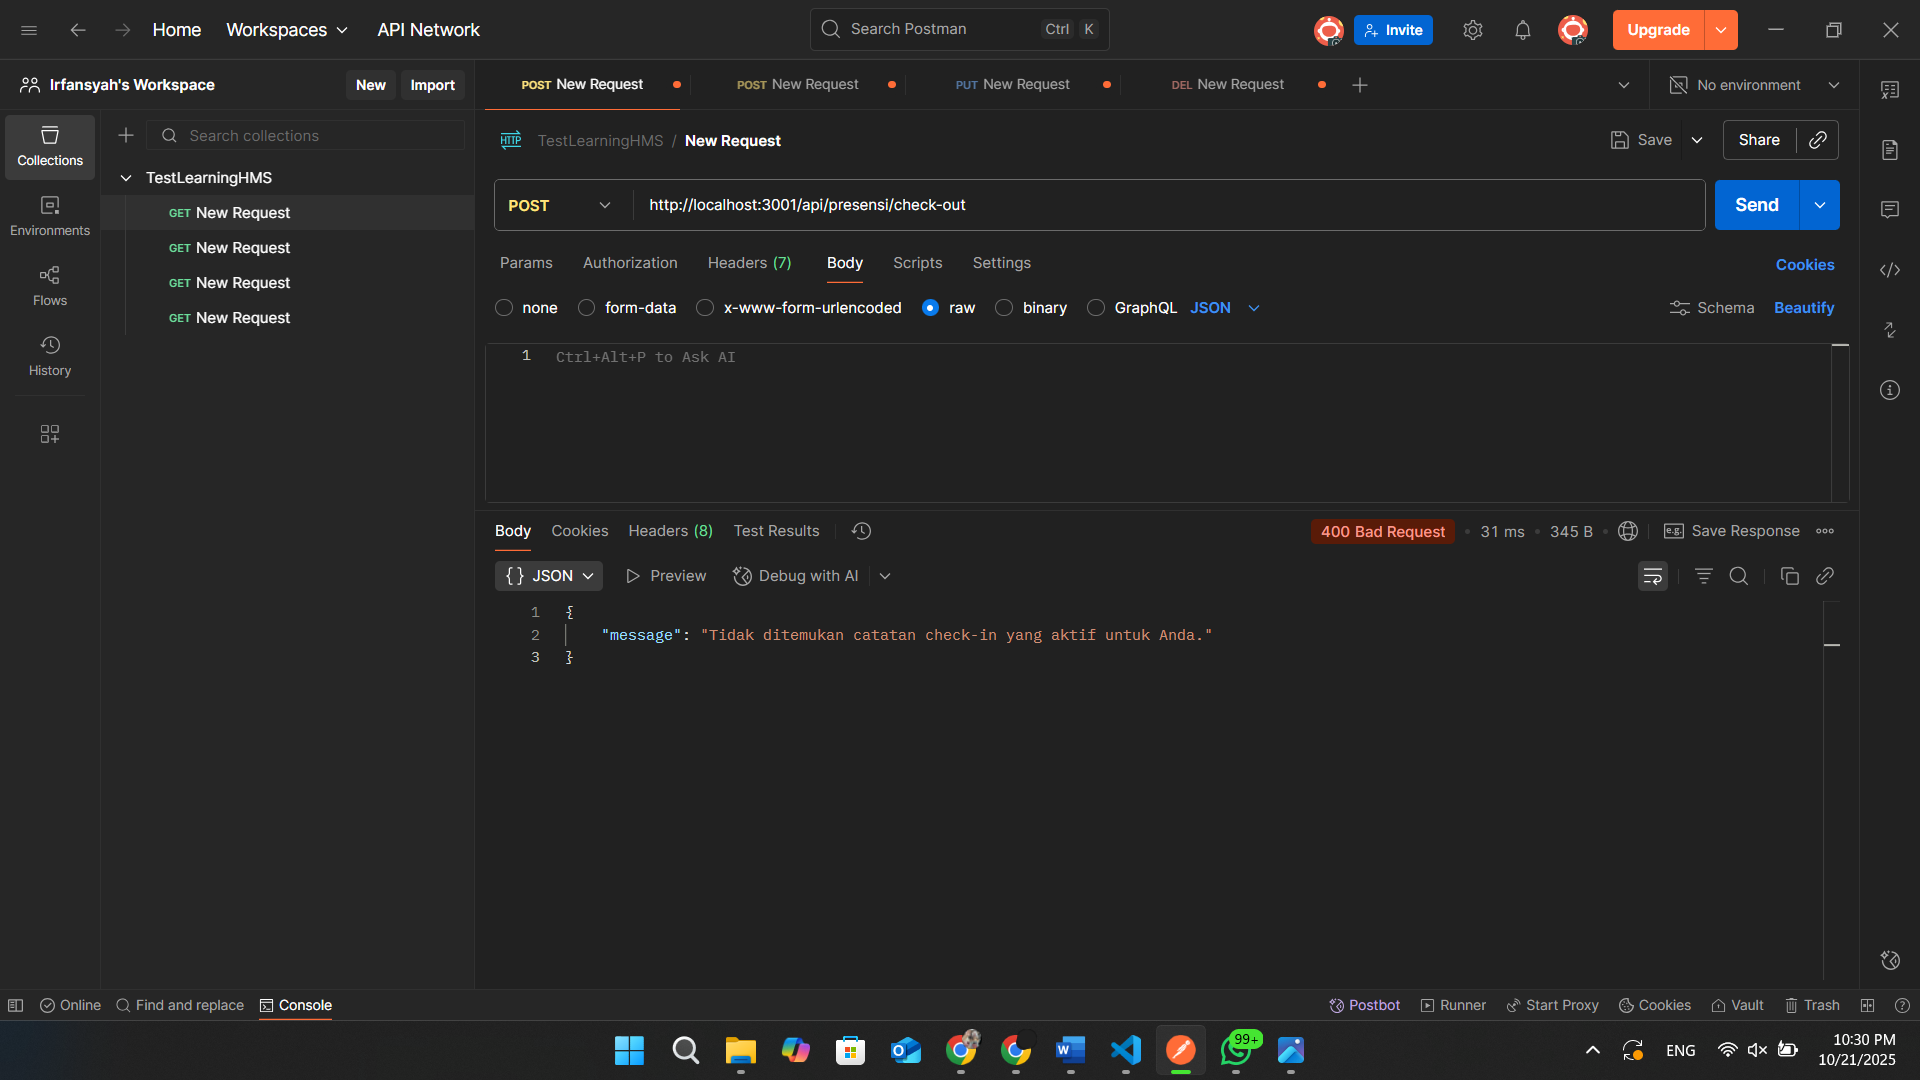 Home
Workspaces
API Network
Search Postman
Ctrl K
Invite
Upgrade
Irfansyah's Workspace
New
Import
POST New Request
POST New Request
PUT New Request
DEL New Request
No environment
Collections
Search collections
HTTP TestLearningHMS / New Request
Save
Share
TestLearningHMS
GET New Request
GET New Request
GET New Request
GET New Request
Environments
Flows
History
POST
http://localhost:3001/api/presensi/check-out
Send
Params
Authorization
Headers (7)
Body
Scripts
Settings
Cookies
none
form-data
x-www-form-urlencoded
raw
binary
GraphQL
JSON
Schema
Beautify
1 Ctrl+Alt+P to Ask AI
Body
Cookies
Headers (8)
Test Results
400 Bad Request
31 ms
345 B
e.g. Save Response
{} JSON
Preview
Debug with AI
1 {
2 "message": "Tidak ditemukan catatan check-in yang aktif untuk Anda."
3 }
Online
Find and replace
Console
Postbot
Runner
Start Proxy
Cookies
Vault
Trash
99+
ENG
10:30 PM
10/21/2025